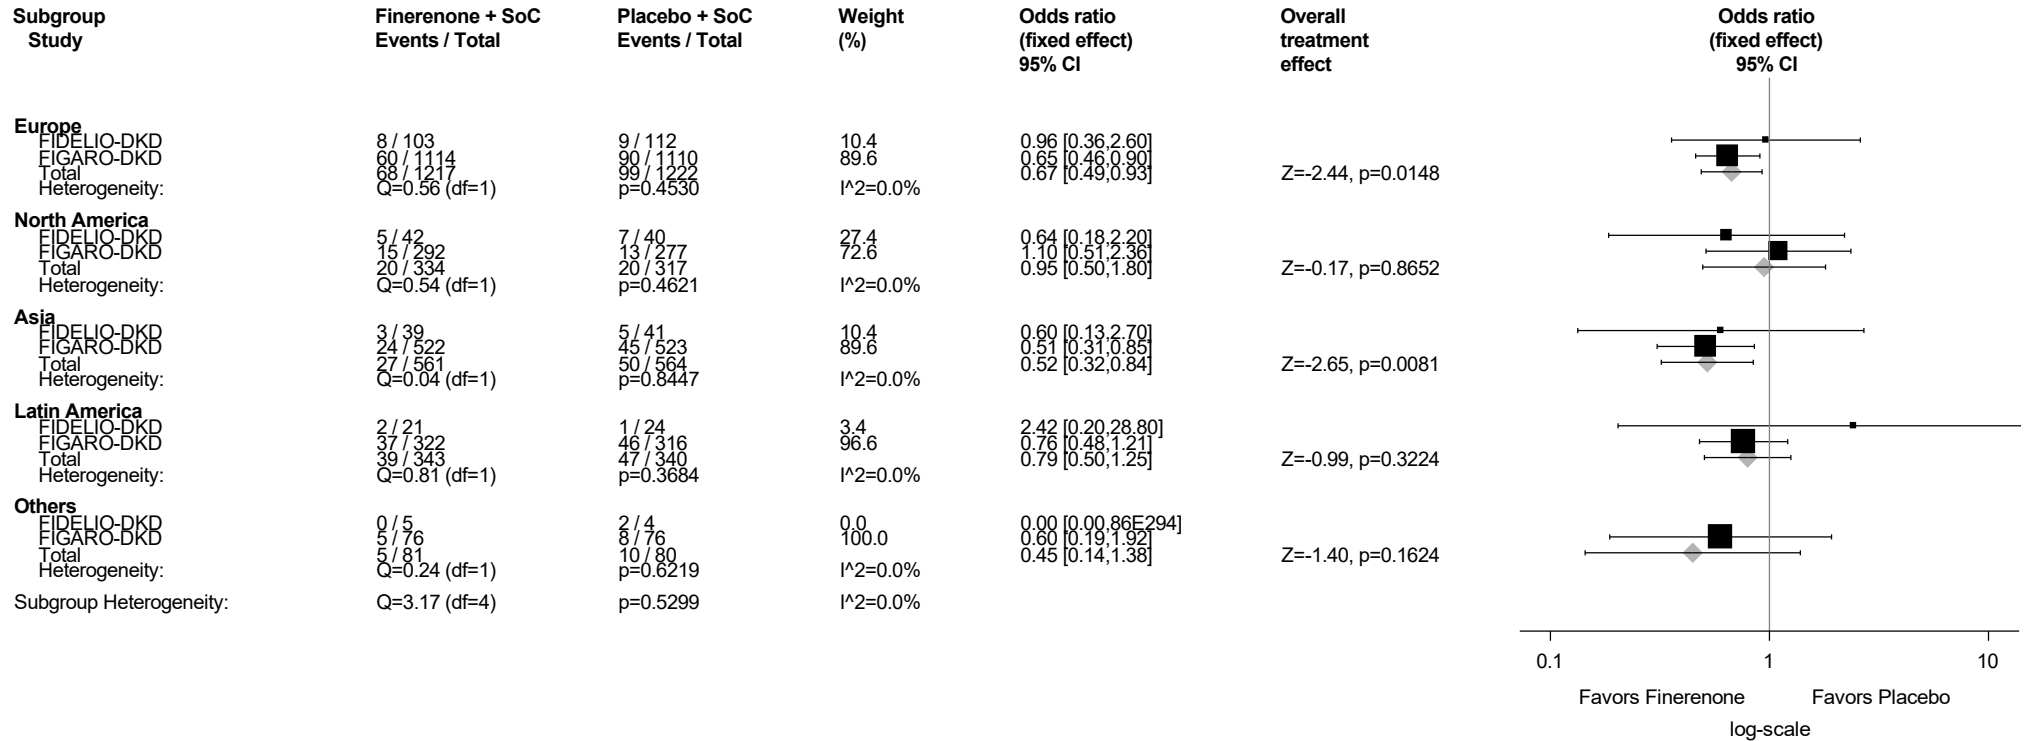 Subgroup Finerenone + SoC Placebo + SoC Weight Odds ratio Overall Odds ratio
Study Events / Total Events / Total (%) (fixed effect) treatment (fixed effect)
95% CI effect 95% CI
Europe
FIDELIO-DKD 8 / 103 9 / 112 10.4 0.96 [0.36,2.60]
FIGARO-DKD 60 / 1114 90 / 1110 89.6 0.65 [0.46,0.90]
Total 68 / 1217 99 / 1222 0.67 [0.49,0.93] Z=-2.44, p=0.0148
Heterogeneity: Q=0.56 (df=1) p=0.4530 I^2=0.0%
North America
FIDELIO-DKD 5 / 42 7 / 40 27.4 0.64 [0.18,2.20]
FIGARO-DKD 15 / 292 13 / 277 72.6 1.10 [0.51,2.36]
Total 20 / 334 20 / 317 0.95 [0.50,1.80] Z=-0.17, p=0.8652
Heterogeneity: Q=0.54 (df=1) p=0.4621 I^2=0.0%
Asia
FIDELIO-DKD 3 / 39 5 / 41 10.4 0.60 [0.13,2.70]
FIGARO-DKD 24 / 522 45 / 523 89.6 0.51 [0.31,0.85]
Total 27 / 561 50 / 564 0.52 [0.32,0.84] Z=-2.65, p=0.0081
Heterogeneity: Q=0.04 (df=1) p=0.8447 I^2=0.0%
Latin America
FIDELIO-DKD 2 / 21 1 / 24 3.4 2.42 [0.20,28.80]
FIGARO-DKD 37 / 322 46 / 316 96.6 0.76 [0.48,1.21]
Total 39 / 343 47 / 340 0.79 [0.50,1.25] Z=-0.99, p=0.3224
Heterogeneity: Q=0.81 (df=1) p=0.3684 I^2=0.0%
Others
FIDELIO-DKD 0 / 5 2 / 4 0.0 0.00 [0.00,86E294]
FIGARO-DKD 5 / 76 8 / 76 100.0 0.60 [0.19,1.92]
Total 5 / 81 10 / 80 0.45 [0.14,1.38] Z=-1.40, p=0.1624
Heterogeneity: Q=0.24 (df=1) p=0.6219 I^2=0.0%
Subgroup Heterogeneity: Q=3.17 (df=4) p=0.5299 I^2=0.0%
0.1 1 10
Favors Finerenone Favors Placebo
log-scale